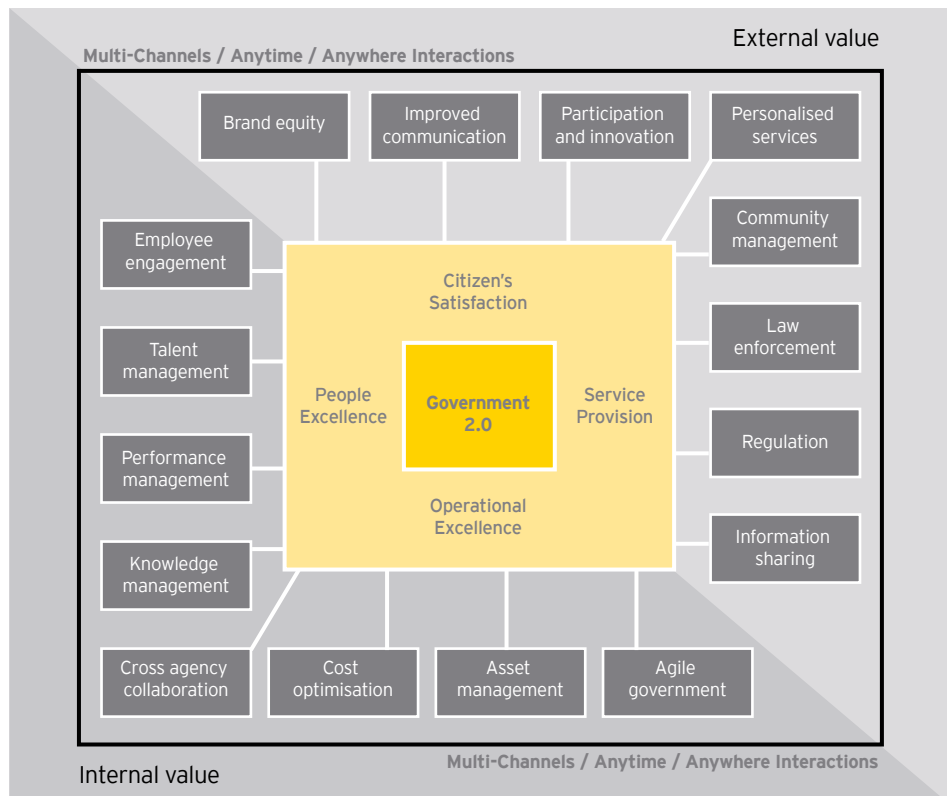 External value
Multi-Channels / Anytime / Anywhere Interactions
Brand equity
Improved
communication
Participation
and innovation
Personalised
services
Employee
engagement
Talent
management
Performance
management
Knowledge
management
Citizen's
Satisfaction
People
Excellence
Government
2.0
Service
Provision
Operational
Excellence
Community
management
Law
enforcement
Regulation
Information
sharing
Cross agency
collaboration
Cost
optimisation
Asset
management
Agile
government
Multi-Channels / Anytime / Anywhere Interactions
Internal value